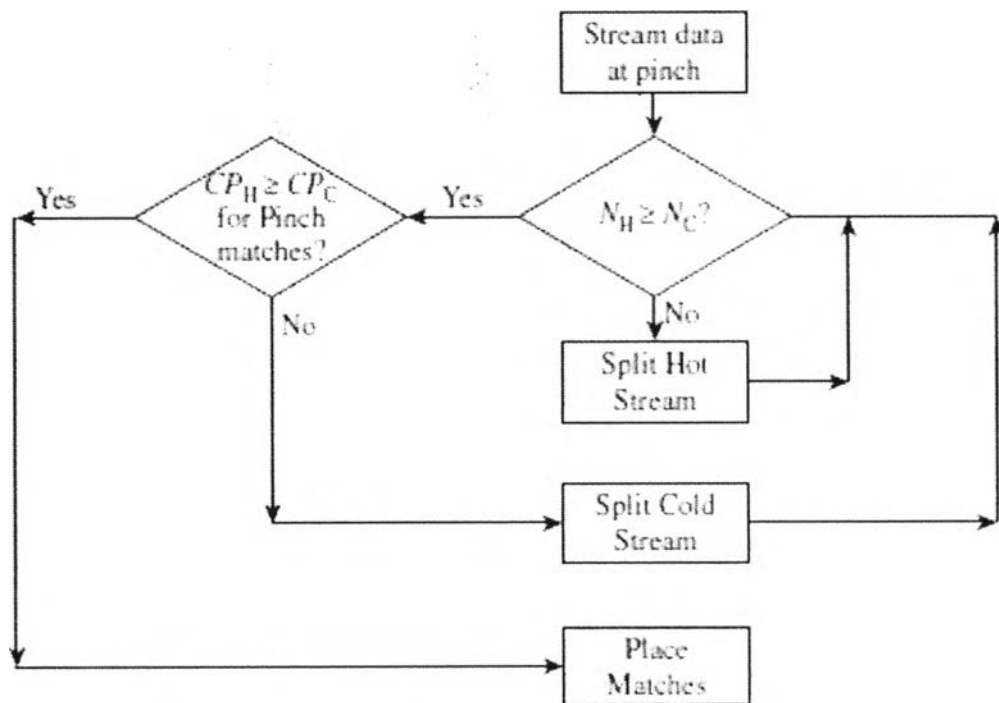 Stream data
at pinch
Yes
CP_H ≥ CP_C
for Pinch
matches?
Yes
N_H ≥ N_C?
No
No
Split Hot
Stream
Split Cold
Stream
Place
Matches